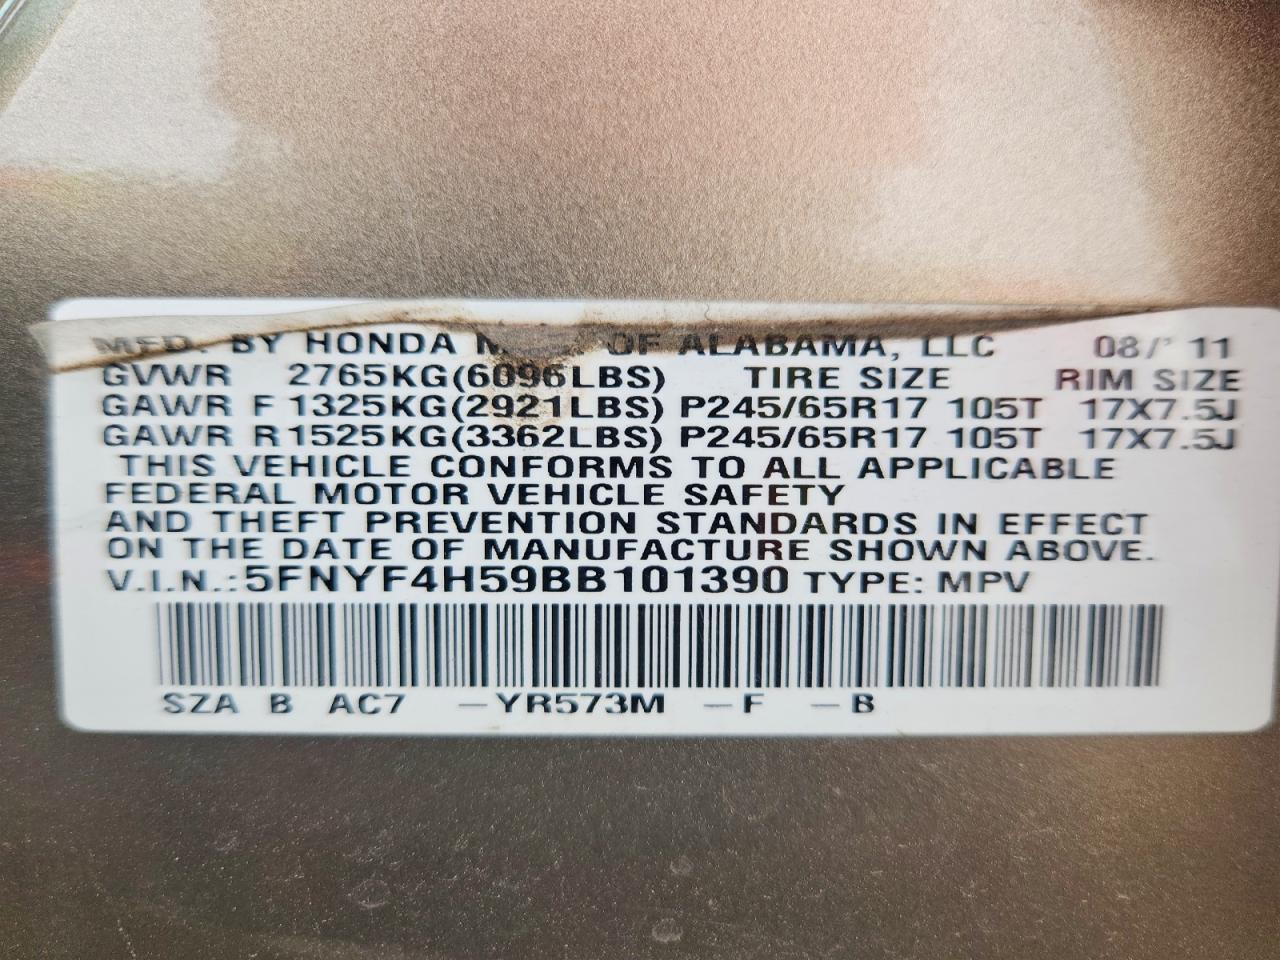 MFD. BY HONDA OF ALABAMA, LLC 08/ 11
GVWR 2765KG(6096LBS) TIRE SIZE RIM SIZE
GAWR F 1325KG(2921LBS) P245/65R17 105T 17X7.5J
GAWR R 1525KG(3362LBS) P245/65R17 105T 17X7.5J
THIS VEHICLE CONFORMS TO ALL APPLICABLE
FEDERAL MOTOR VEHICLE SAFETY
AND THEFT PREVENTION STANDARDS IN EFFECT
ON THE DATE OF MANUFACTURE SHOWN ABOVE.
V.I.N.: 5FNYF4H59BB101390 TYPE: MPV
SZA B AC7 -YR573M -F -B